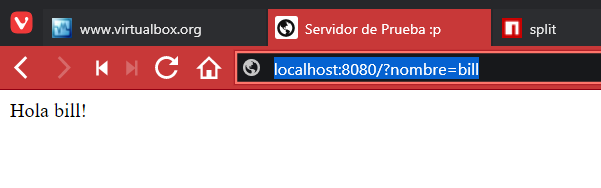 www.virtualbox.org
Servidor de Prueba :p
split
localhost:8080/?nombre=bill
Hola bill!